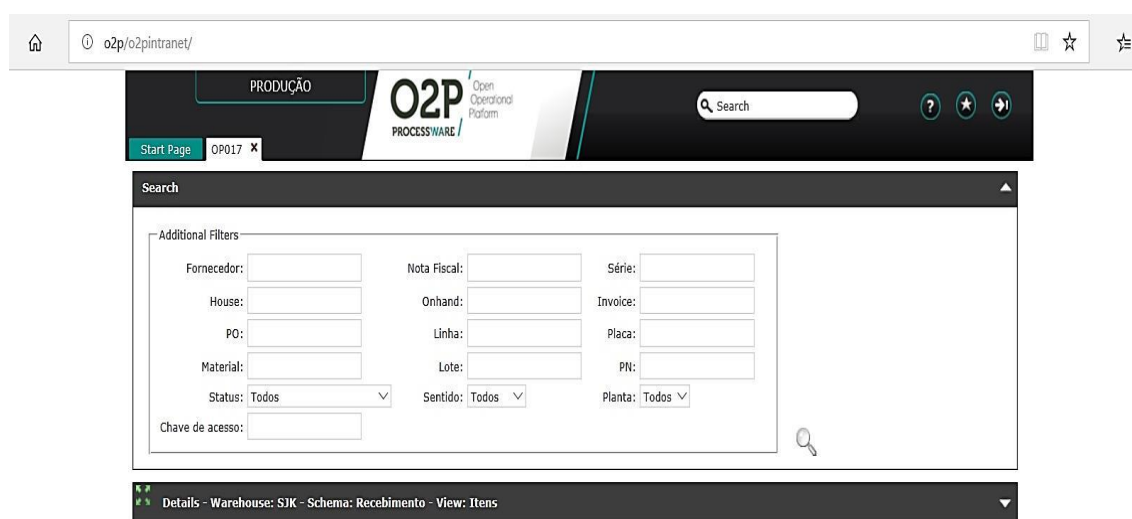 o2p/o2pintranet/
PRODUÇÃO
O2P Open Operational Platform
PROCESSWARE
Search
Start Page OP017
Search
Additional Filters
Fornecedor: Nota Fiscal: Série:
House: Onhand: Invoice:
PO: Linha: Placa:
Material: Lote: PN:
Status: Todos Sentido: Todos Planta: Todos
Chave de acesso:
Details - Warehouse: SJK - Schema: Recebimento - View: Itens